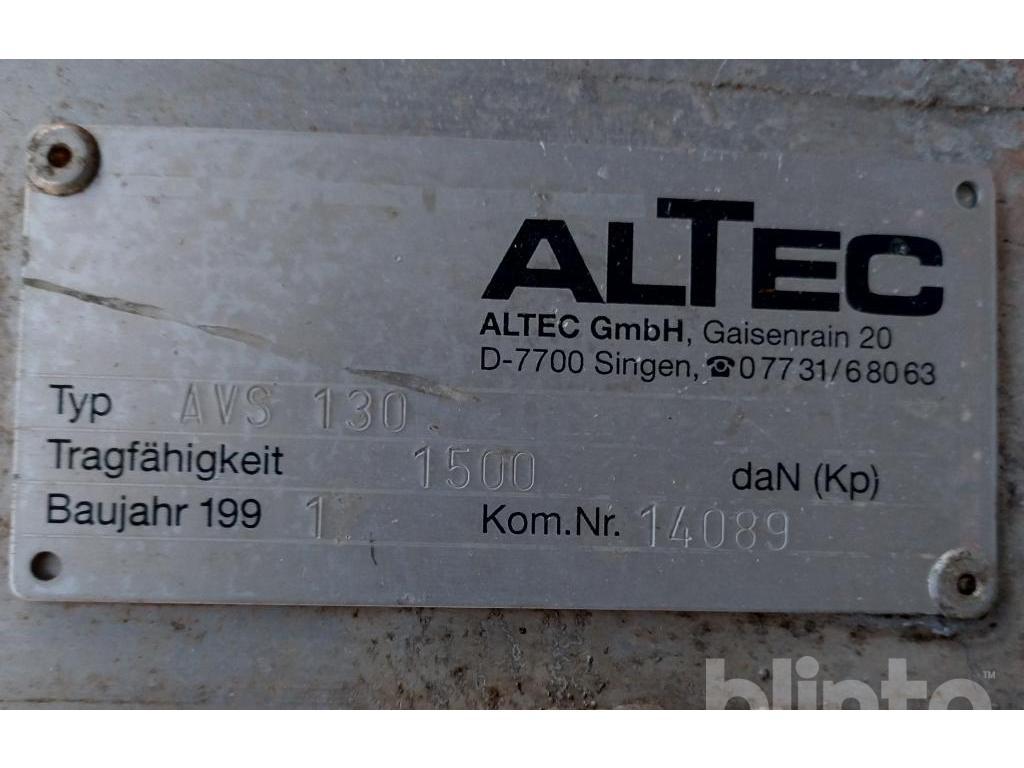 ALTEC
ALTEC GmbH, Gaisenrain 20
D-7700 Singen, ☎07731/68063
Typ AVS 130
Tragfähigkeit 1500 daN (Kp)
Baujahr 199 1 Kom.Nr. 14089
blinto™